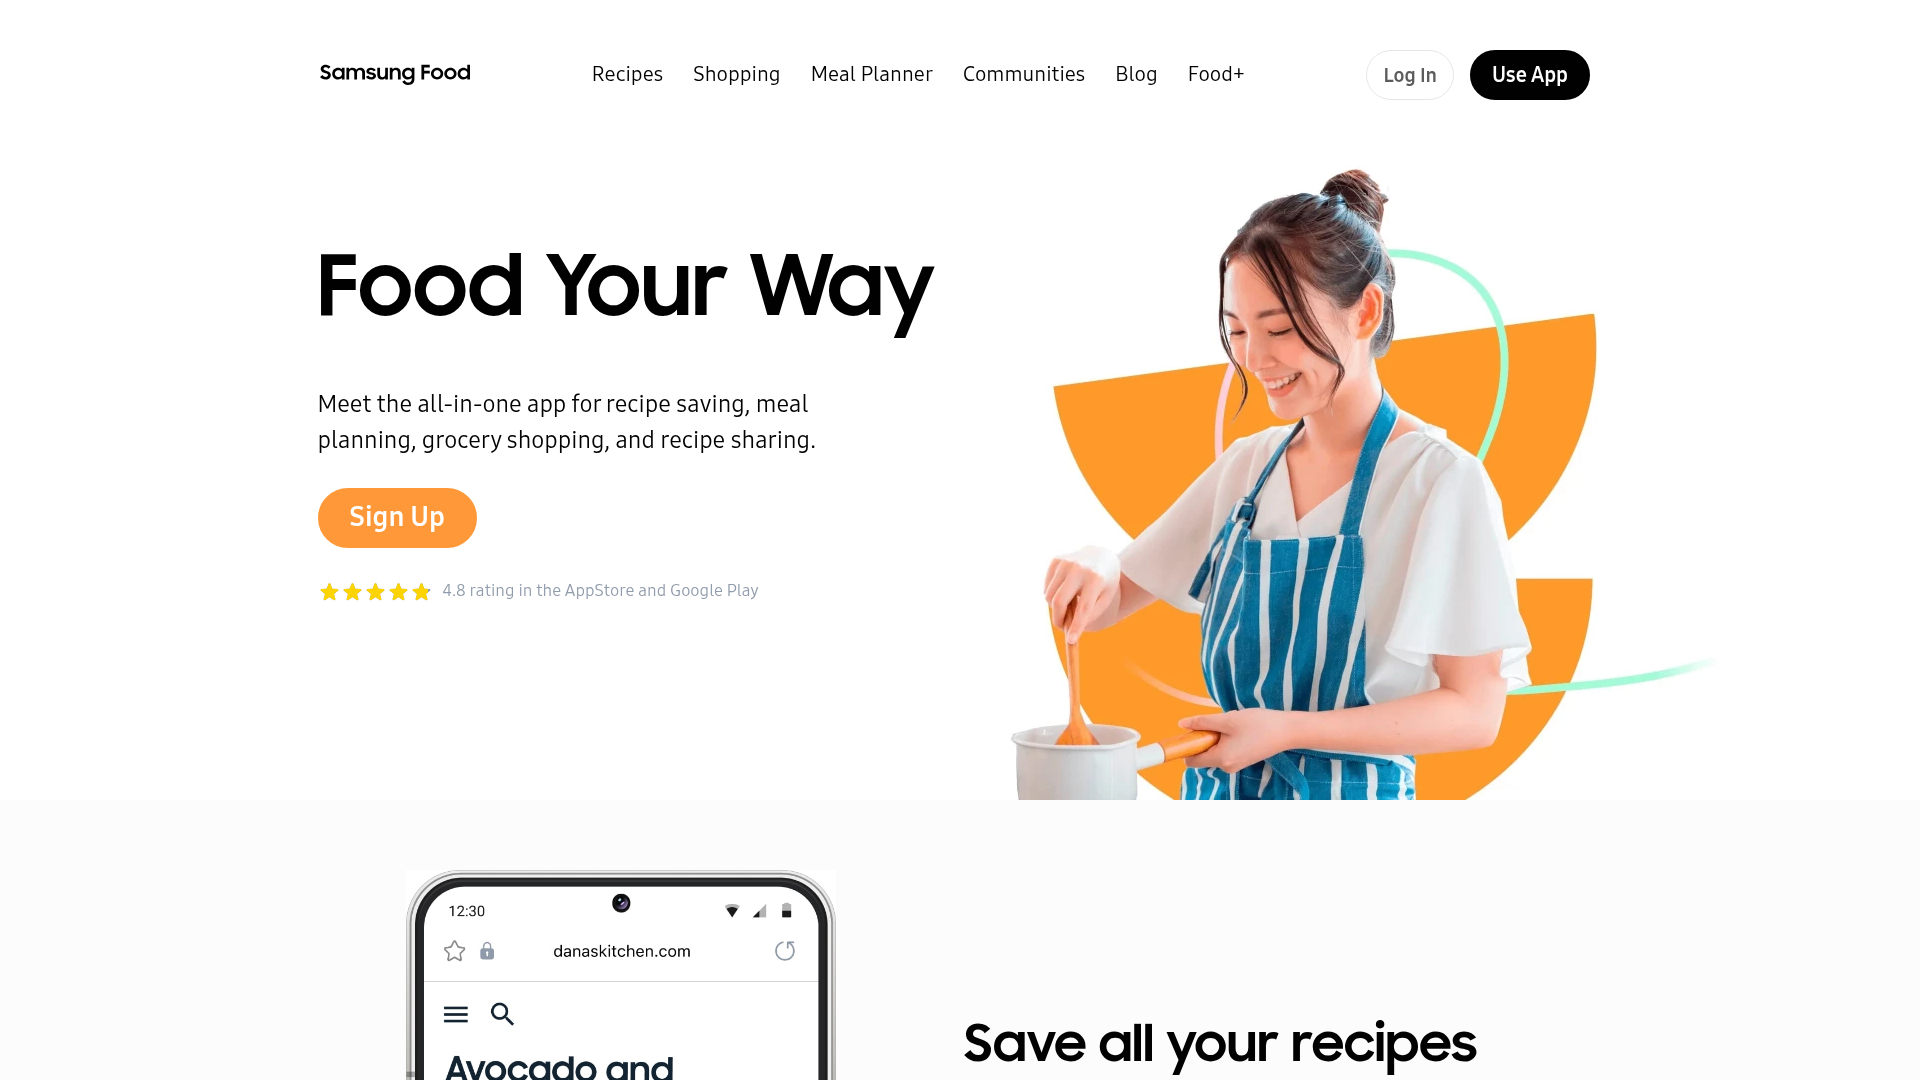 Samsung Food
Recipes
Shopping
Meal Planner
Communities
Blog
Food+
Log In
Use App
Food Your Way
Meet the all-in-one app for recipe saving, meal
planning, grocery shopping, and recipe sharing.
Sign Up
4.8 rating in the AppStore and Google Play
12:30
danaskitchen.com
Avocado and
Save all your recipes